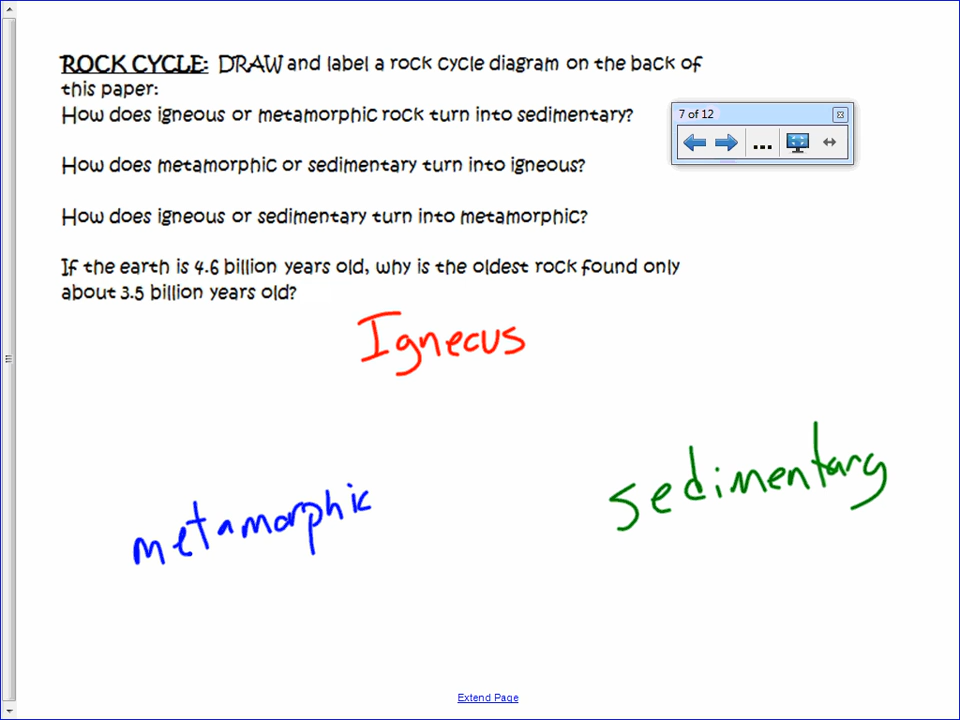 ROCK CYCLE: DRAW and label a rock cycle diagram on the back of
this paper:
How does igneous or metamorphic rock turn into sedimentary?
7 of 12
...
How does metamorphic or sedimentary turn into igneous?
How does igneous or sedimentary turn into metamorphic?
If the earth is 4.6 billion years old, why is the oldest rock found only
about 3.5 billion years old?
Igneous
sedimentary
metamorphic
Extend Page